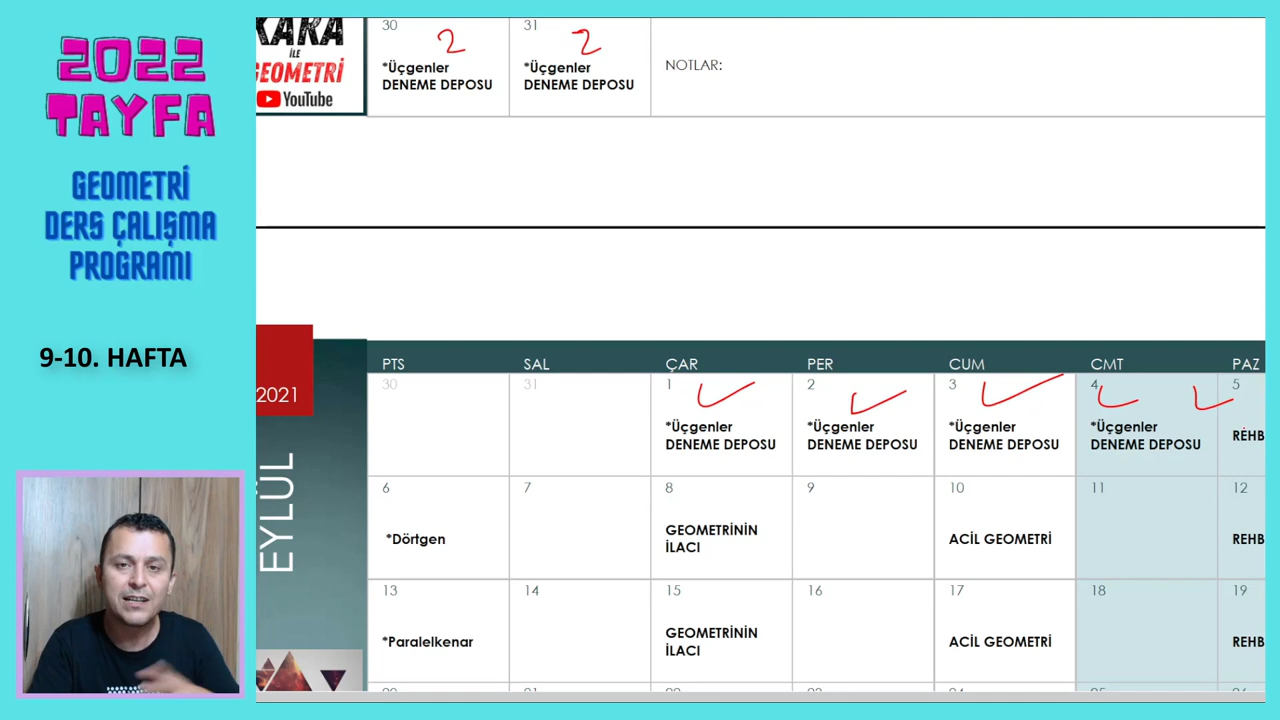 2022
TAYFA
GEOMETRİ
DERS ÇALIŞMA
PROGRAMI
9-10. HAFTA
KARA
İLE
GEOMETRİ
YouTube
30
2
*Üçgenler
DENEME DEPOSU
31
2
*Üçgenler
DENEME DEPOSU
NOTLAR:
2021
EYLÜL
PTS SAL ÇAR PER CUM CMT PAZ
30 31 1 2 3 4 5
*Üçgenler *Üçgenler *Üçgenler *Üçgenler
DENEME DEPOSU DENEME DEPOSU DENEME DEPOSU DENEME DEPOSU REHB
6 7 8 9 10 11 12
*Dörtgen GEOMETRİNİN İLACI ACİL GEOMETRİ REHB
13 14 15 16 17 18 19
*Paralelkenar GEOMETRİNİN İLACI ACİL GEOMETRİ REHB